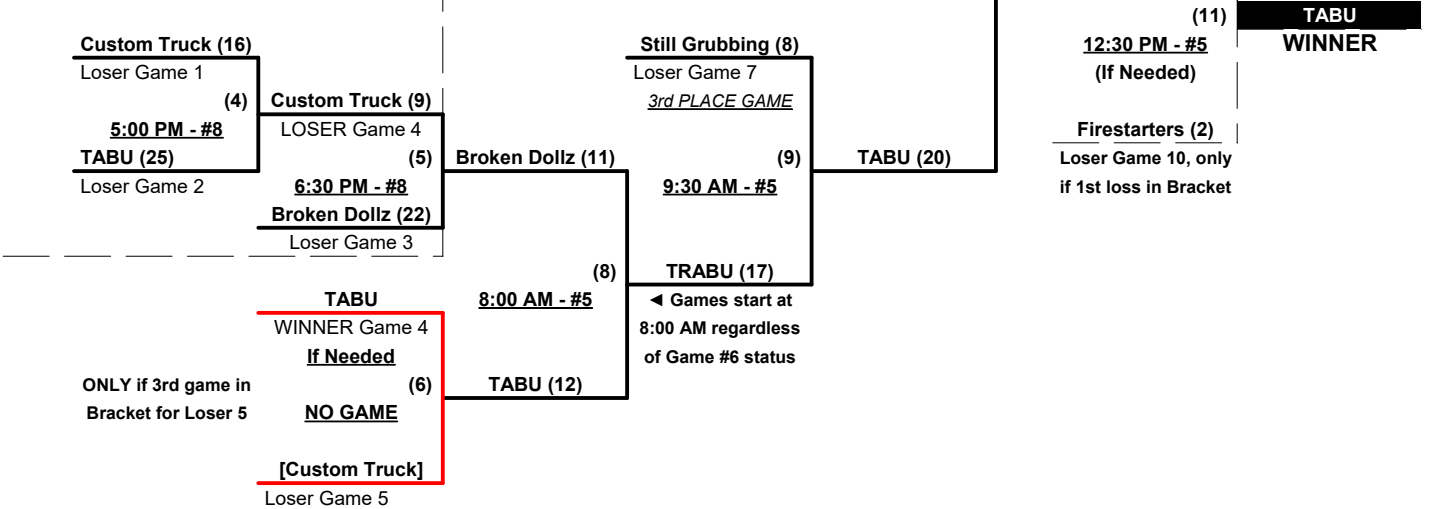 (11) TABU
Custom Truck (16) Still Grubbing (8) 12:30 PM - #5 WINNER
Loser Game 1 Loser Game 7 (If Needed)
(4) Custom Truck (9) 3rd PLACE GAME
5:00 PM - #8 LOSER Game 4 Firestarters (2)
TABU (25) (5) Broken Dollz (11) (9) TABU (20) Loser Game 10, only
Loser Game 2 6:30 PM - #8 9:30 AM - #5 if 1st loss in Bracket
Broken Dollz (22)
Loser Game 3
(8) TRABU (17)
TABU 8:00 AM - #5 ◄ Games start at
WINNER Game 4 8:00 AM regardless
If Needed of Game #6 status
ONLY if 3rd game in (6) TABU (12)
Bracket for Loser 5 NO GAME
[Custom Truck]
Loser Game 5